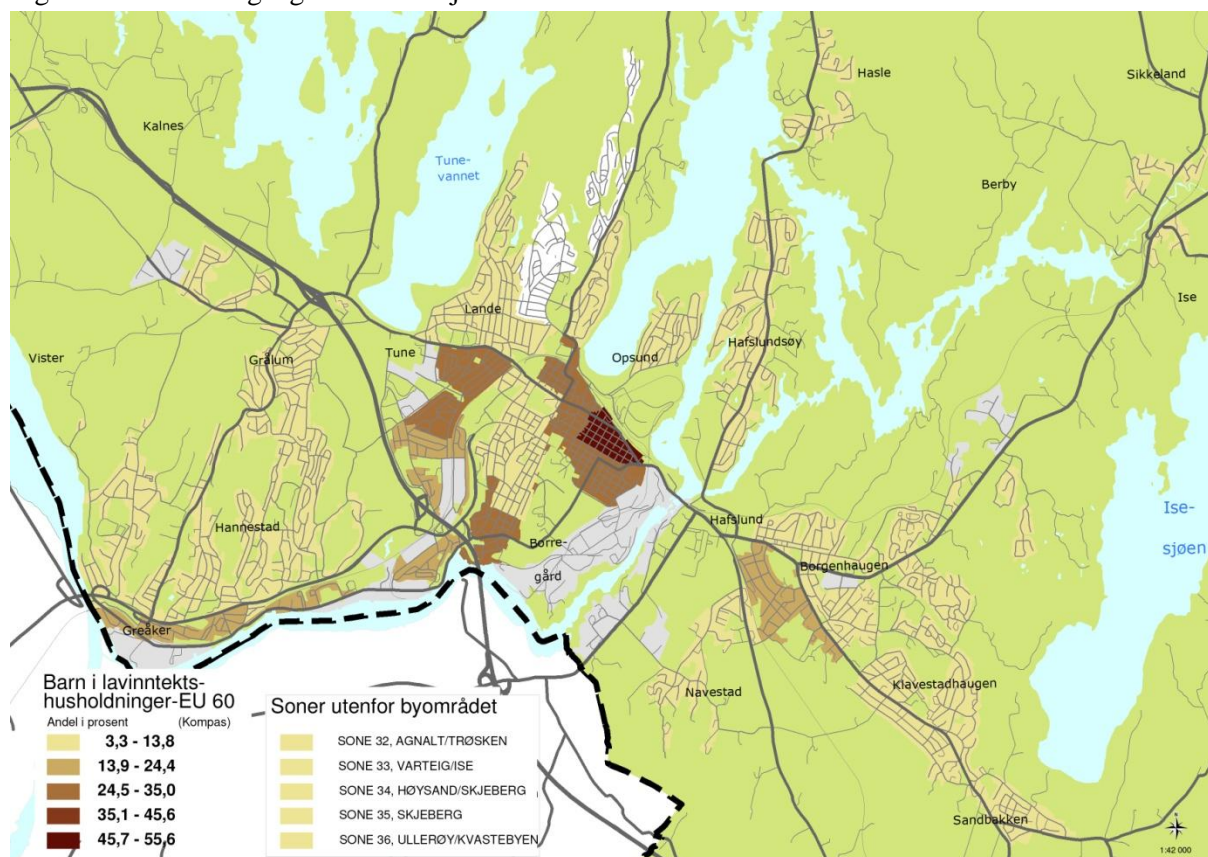 Hasle
Sikkeland
Kalnes
Tune-
vannet
Berby
Ise
Lande
Vister
Grålum
Tune
Opsund
Hafslundsøy
Ise-
sjøen
Hannestad
Hafslund
Borre-
gård
Borgenhaugen
Greåker
Navestad
Klavestadhaugen
Sandbakken
1:42 000
Barn i lavinntekts-
husholdninger-EU 60
Andel i prosent (Kompas)
3,3 - 13,8
13,9 - 24,4
24,5 - 35,0
35,1 - 45,6
45,7 - 55,6
Soner utenfor byområdet
SONE 32, AGNALT/TRØSKEN
SONE 33, VARTEIG/ISE
SONE 34, HØYSAND/SKJEBERG
SONE 35, SKJEBERG
SONE 36, ULLERØY/KVASTEBYEN